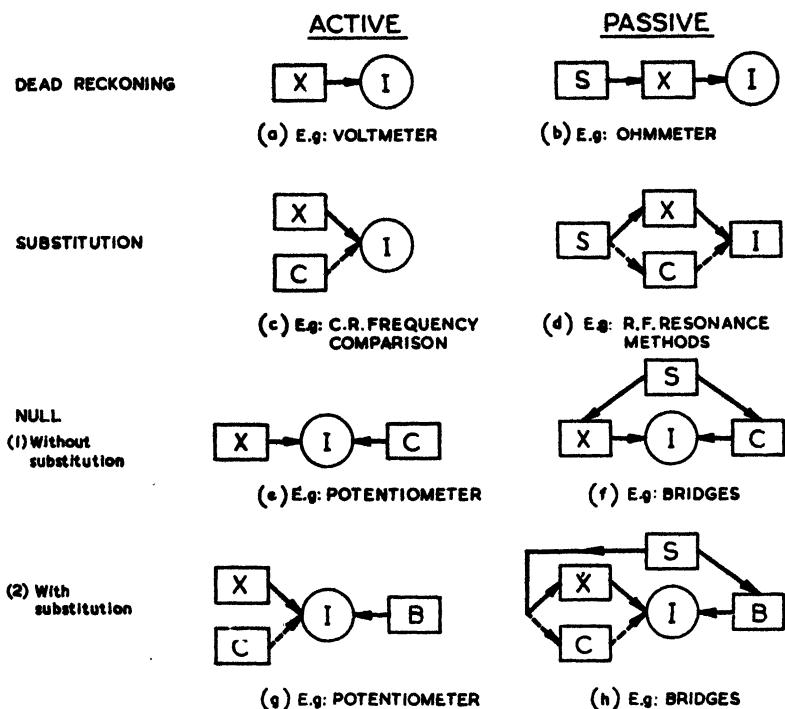 ACTIVE PASSIVE
DEAD RECKONING
X I S X I
(a) E.g: VOLTMETER (b) E.g: OHMMETER
X X
SUBSTITUTION I S I
C C
(c) E.g: C.R. FREQUENCY COMPARISON (d) E.g: R.F. RESONANCE METHODS
S
NULL
(1) Without substitution X I C X I C
(e) E.g: POTENTIOMETER (f) E.g: BRIDGES
S
(2) With substitution X I B X I B
C C
(g) E.g: POTENTIOMETER (h) E.g: BRIDGES